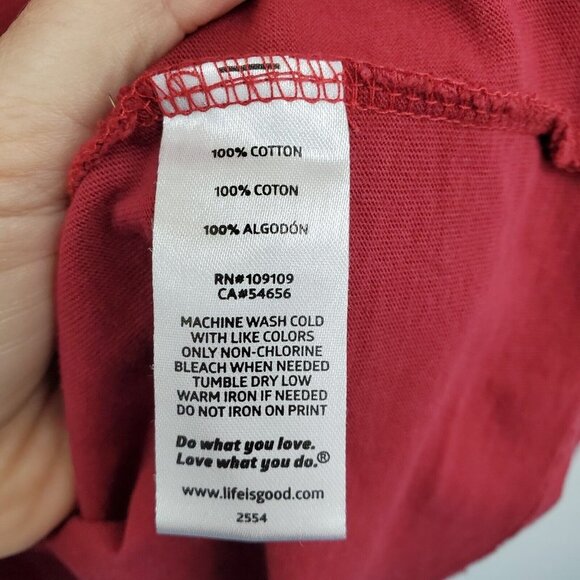 100% COTTON
100% COTON
100% ALGODÓN
RN#109109
CA#54656
MACHINE WASH COLD
WITH LIKE COLORS
ONLY NON-CHLORINE
BLEACH WHEN NEEDED
TUMBLE DRY LOW
WARM IRON IF NEEDED
DO NOT IRON ON PRINT
Do what you love.
Love what you do.®
www.lifeisgood.com
2554